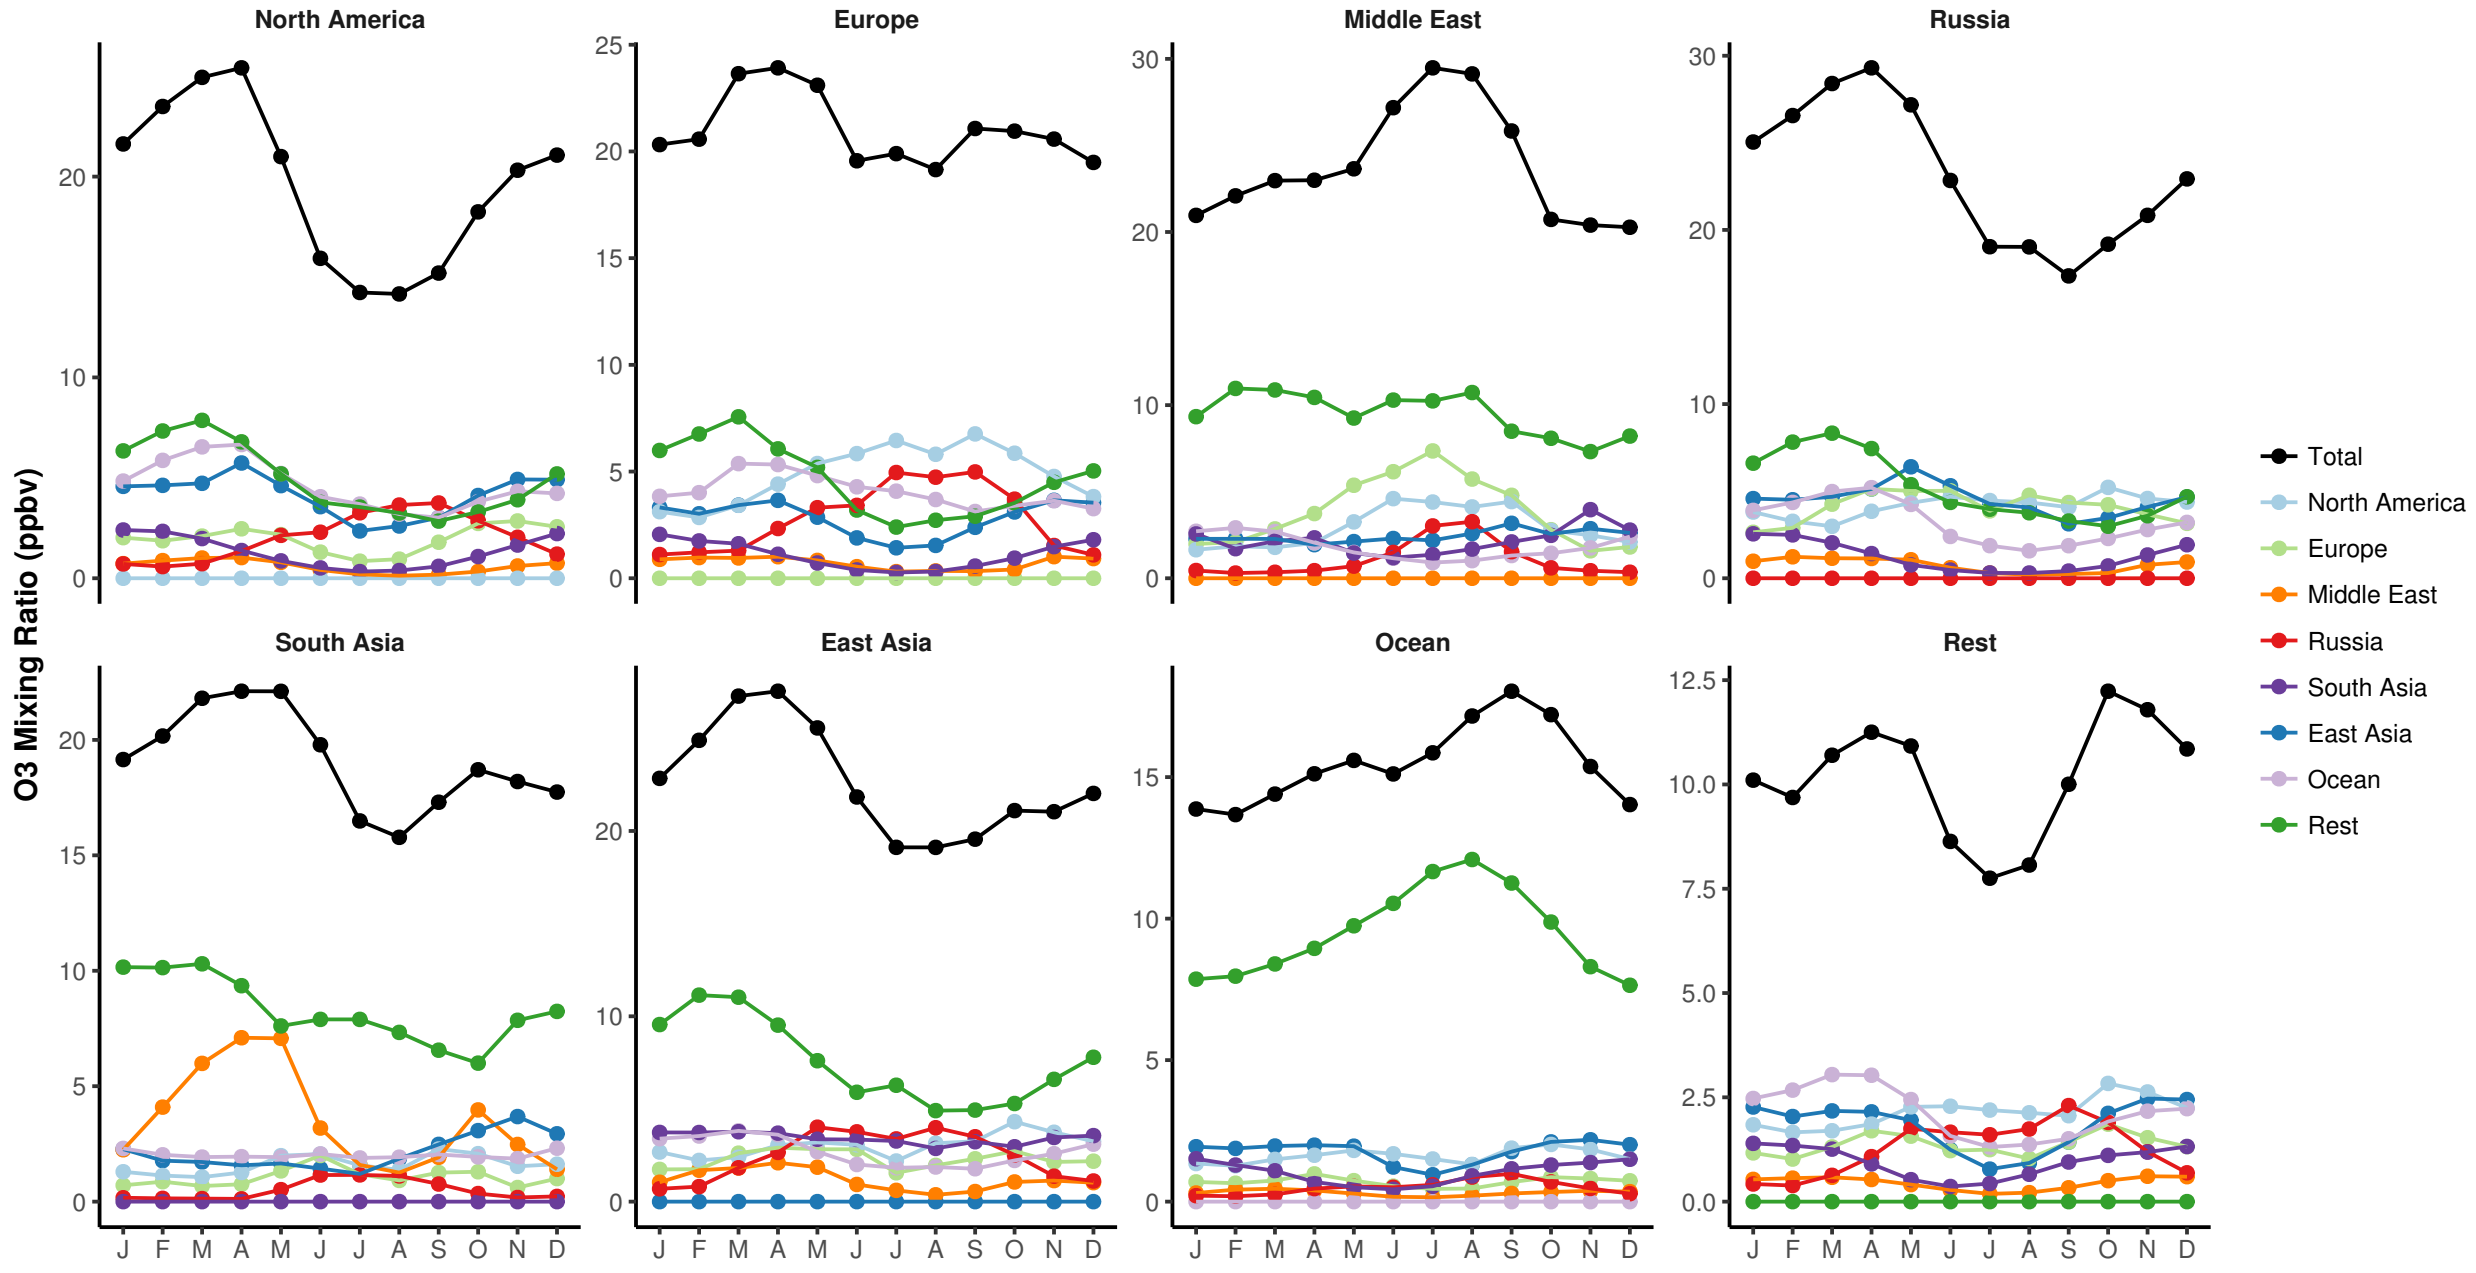 North America Europe Middle East Russia
O3 Mixing Ratio (ppbv)
20
10
0
25
20
15
10
5
0
30
20
10
0
30
20
10
0
South Asia East Asia Ocean Rest
20
15
10
5
0
20
10
0
15
10
5
0
12.5
10.0
7.5
5.0
2.5
0.0
J F M A M J J A S O N D
J F M A M J J A S O N D
J F M A M J J A S O N D
J F M A M J J A S O N D
Total
North America
Europe
Middle East
Russia
South Asia
East Asia
Ocean
Rest